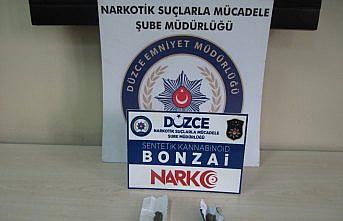 NARKOTİK SUÇLARLA MÜCADELE
ŞUBE MÜDÜRLÜĞÜ
DÜZCE EMNİYET MÜDÜRLÜĞÜ
DÜZCE
NARKOTİK SUÇLARLA MÜCADELE
ŞUBE MÜDÜRLÜĞÜ
SENTETİK KANNABİNOİD
BONZAİ
NARKO